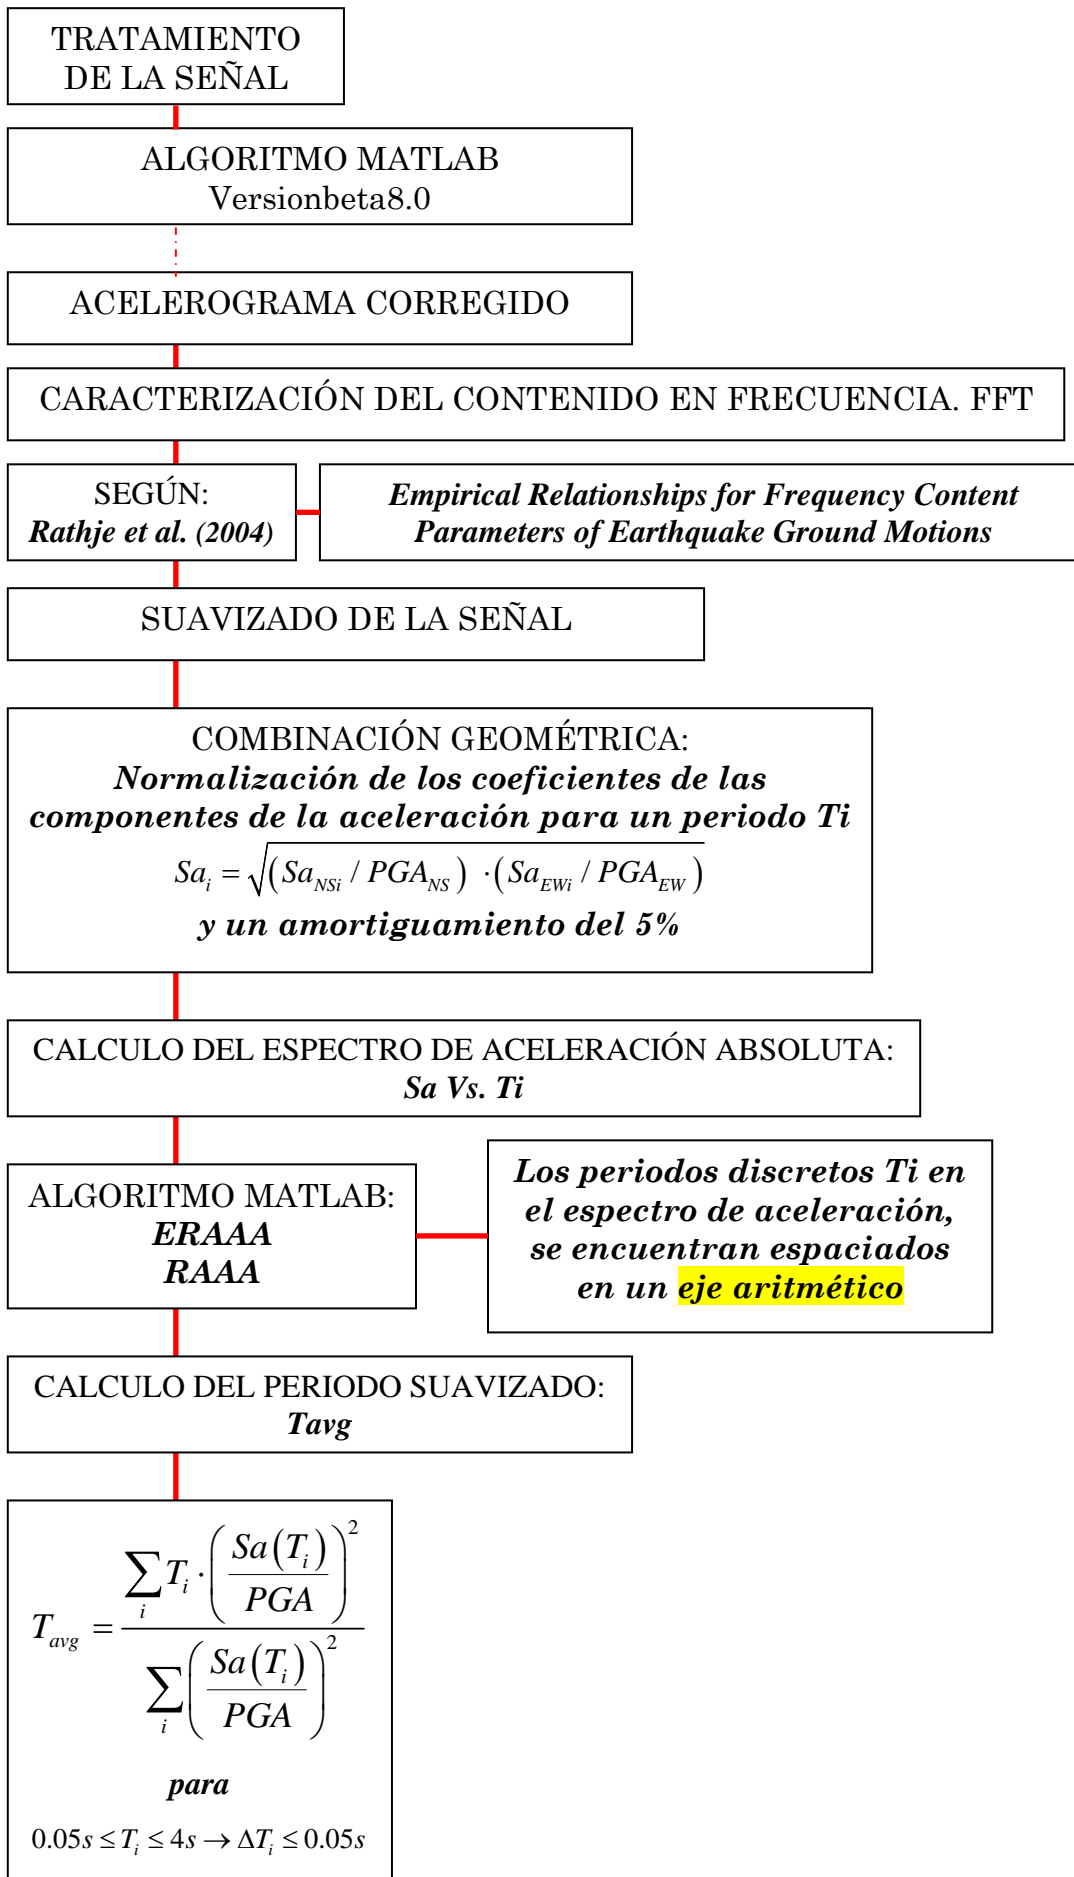 TRATAMIENTO
DE LA SEÑAL
ALGORITMO MATLAB
Versionbeta8.0
ACELEROGRAMA CORREGIDO
CARACTERIZACIÓN DEL CONTENIDO EN FRECUENCIA. FFT
SEGÚN:
Rathje et al. (2004)
Empirical Relationships for Frequency Content
Parameters of Earthquake Ground Motions
SUAVIZADO DE LA SEÑAL
COMBINACIÓN GEOMÉTRICA:
Normalización de los coeficientes de las
componentes de la aceleración para un periodo Ti
Sa_i = √((Sa_NSi / PGA_NS) · (Sa_EWi / PGA_EW))
y un amortiguamiento del 5%
CALCULO DEL ESPECTRO DE ACELERACIÓN ABSOLUTA:
Sa Vs. Ti
ALGORITMO MATLAB:
ERAAA
RAAA
Los periodos discretos Ti en
el espectro de aceleración,
se encuentran espaciados
en un eje aritmético
CALCULO DEL PERIODO SUAVIZADO:
Tavg
T_avg = (∑_i T_i · (Sa(T_i) / PGA)^2) / (∑_i (Sa(T_i) / PGA)^2)
para
0.05s ≤ T_i ≤ 4s → ΔT_i ≤ 0.05s